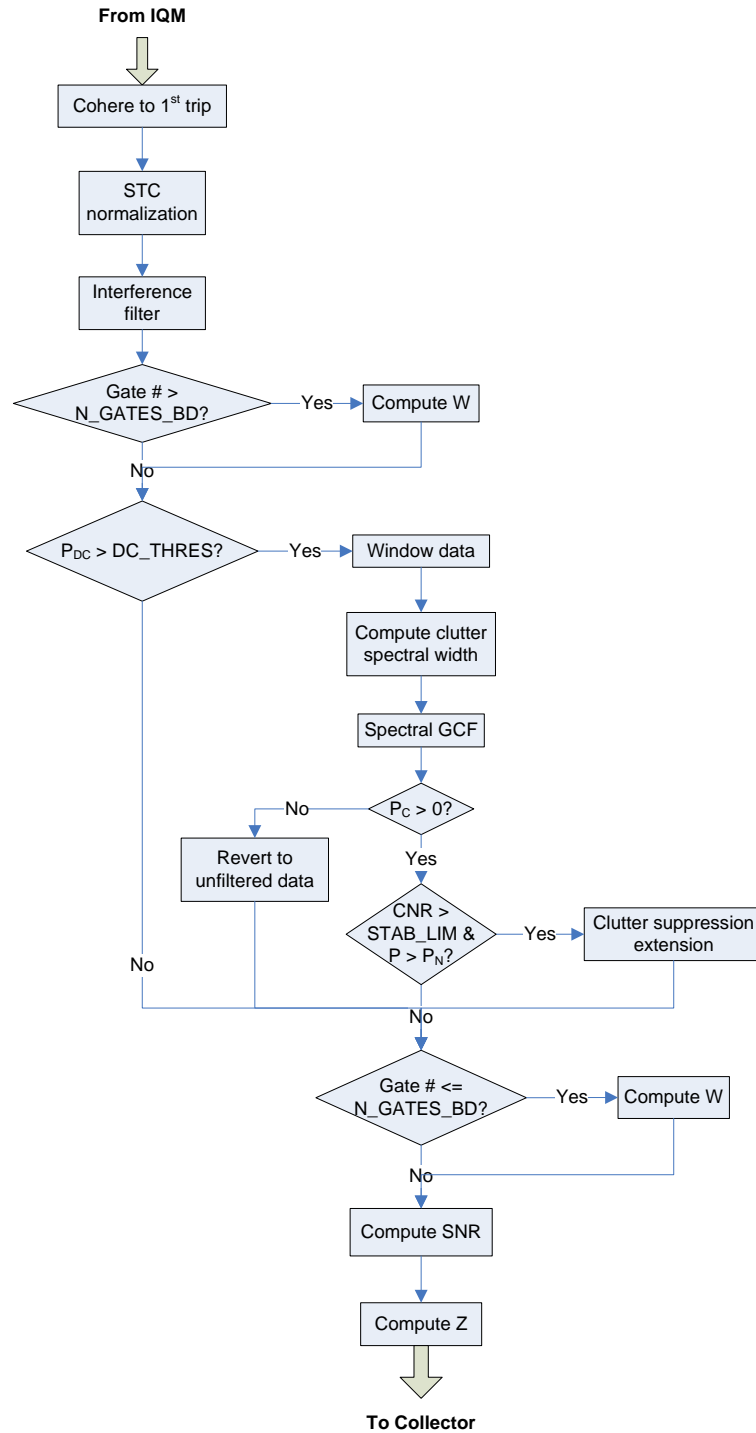 From IQM
Cohere to 1st trip
STC
normalization
Interference
filter
Gate # >
N_GATES_BD?
Yes
Compute W
No
PDC > DC_THRES?
Yes
Window data
Compute clutter
spectral width
Spectral GCF
PC > 0?
No
Revert to
unfiltered data
Yes
CNR >
STAB_LIM &
P > PN?
Yes
Clutter suppression
extension
No
No
Gate # <=
N_GATES_BD?
Yes
Compute W
No
Compute SNR
Compute Z
To Collector